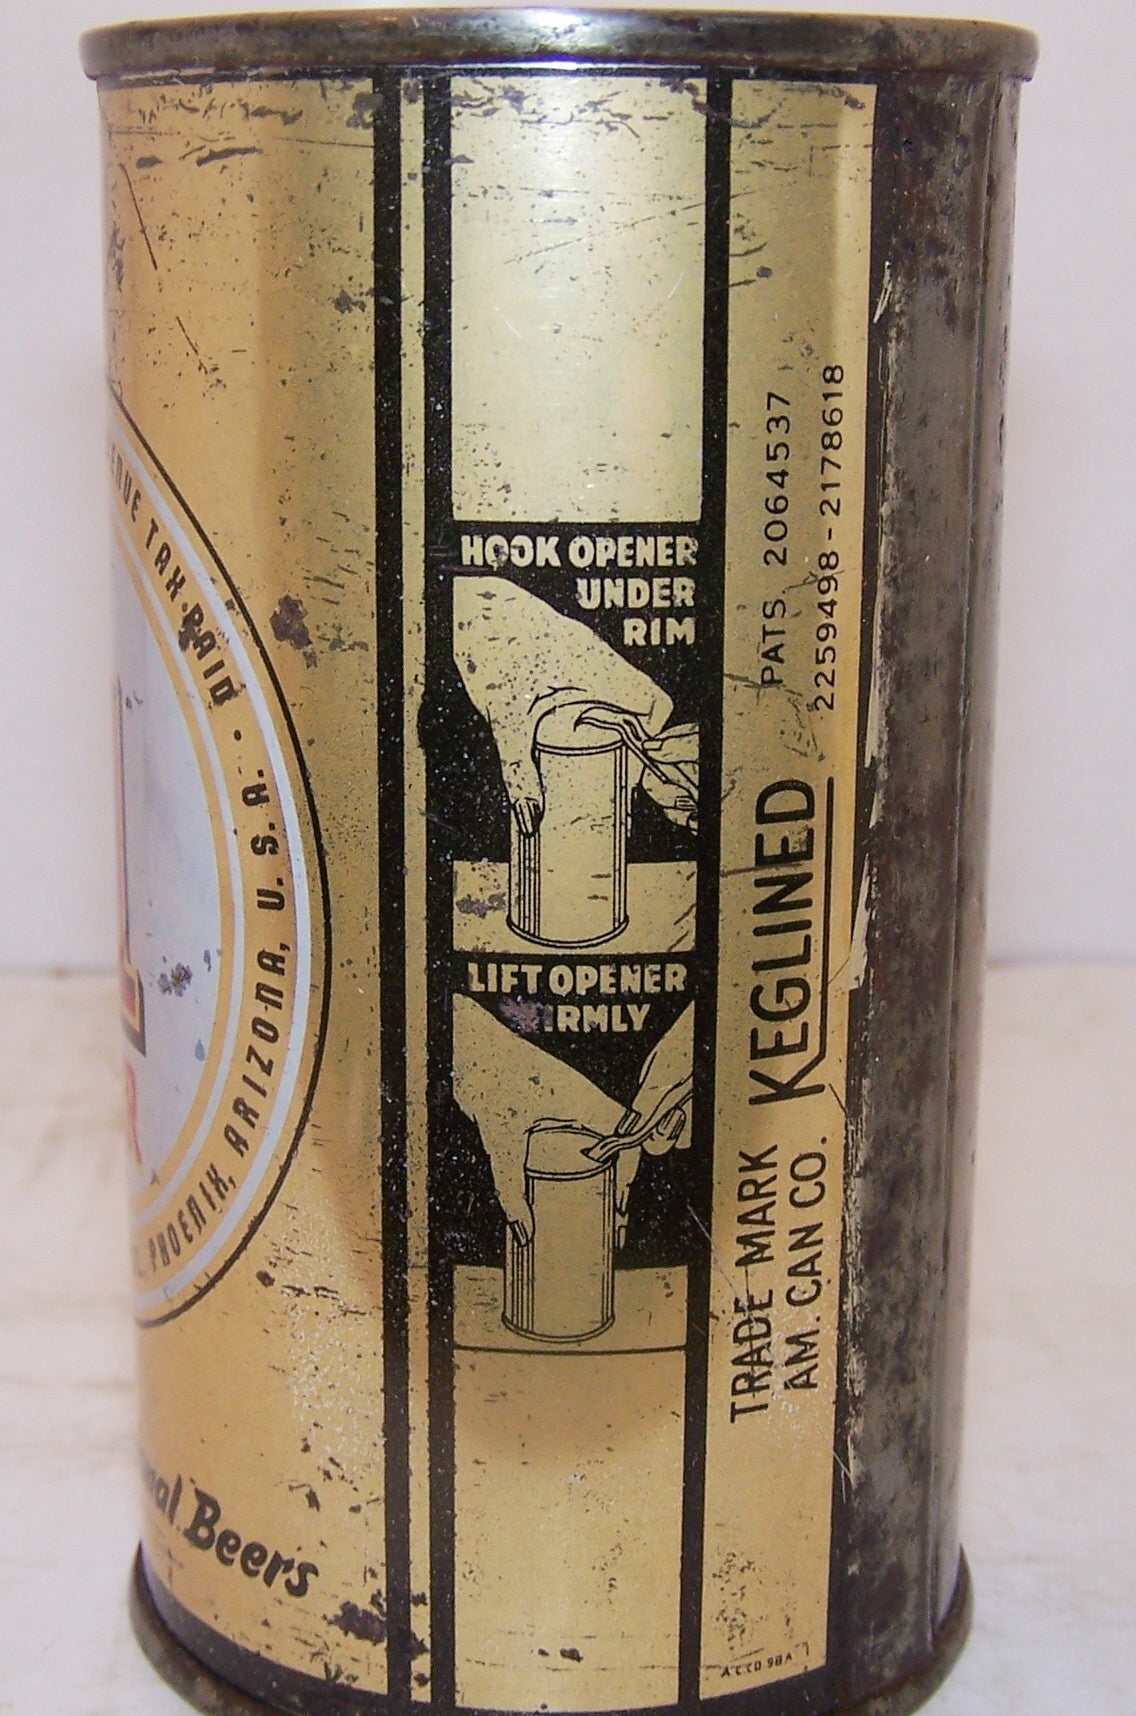 TAX-PAID • PHOENIX, ARIZONA, U.S.A.
Beers
HOOK OPENER
UNDER
RIM
LIFT OPENER
PATS. 2064537
2259498-2178618
TRADE MARK KEGLINED
AM. CAN CO.